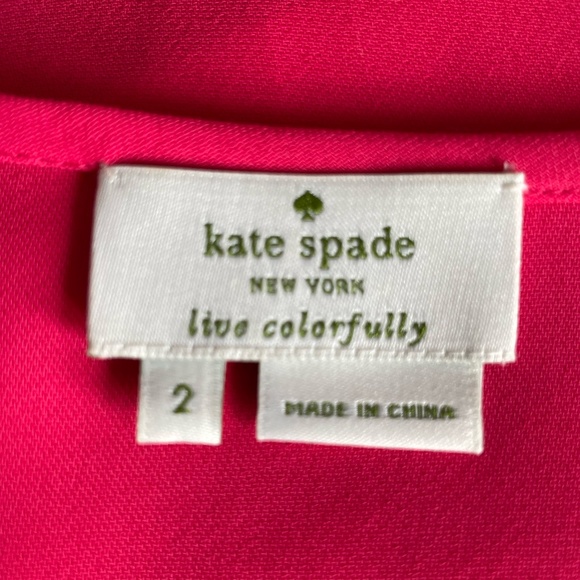 kate spade
NEW YORK
live colorfully
2
MADE IN CHINA